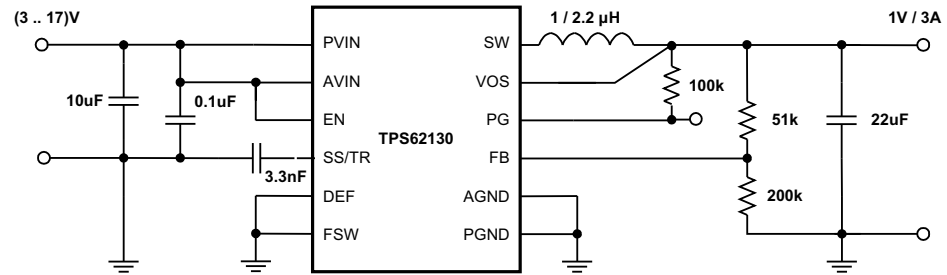 (3 .. 17)V
1 / 2.2 µH
1V / 3A
PVIN
SW
AVIN
VOS
100k
10uF
0.1uF
EN
PG
51k
22uF
TPS62130
SS/TR
FB
3.3nF
DEF
AGND
200k
FSW
PGND